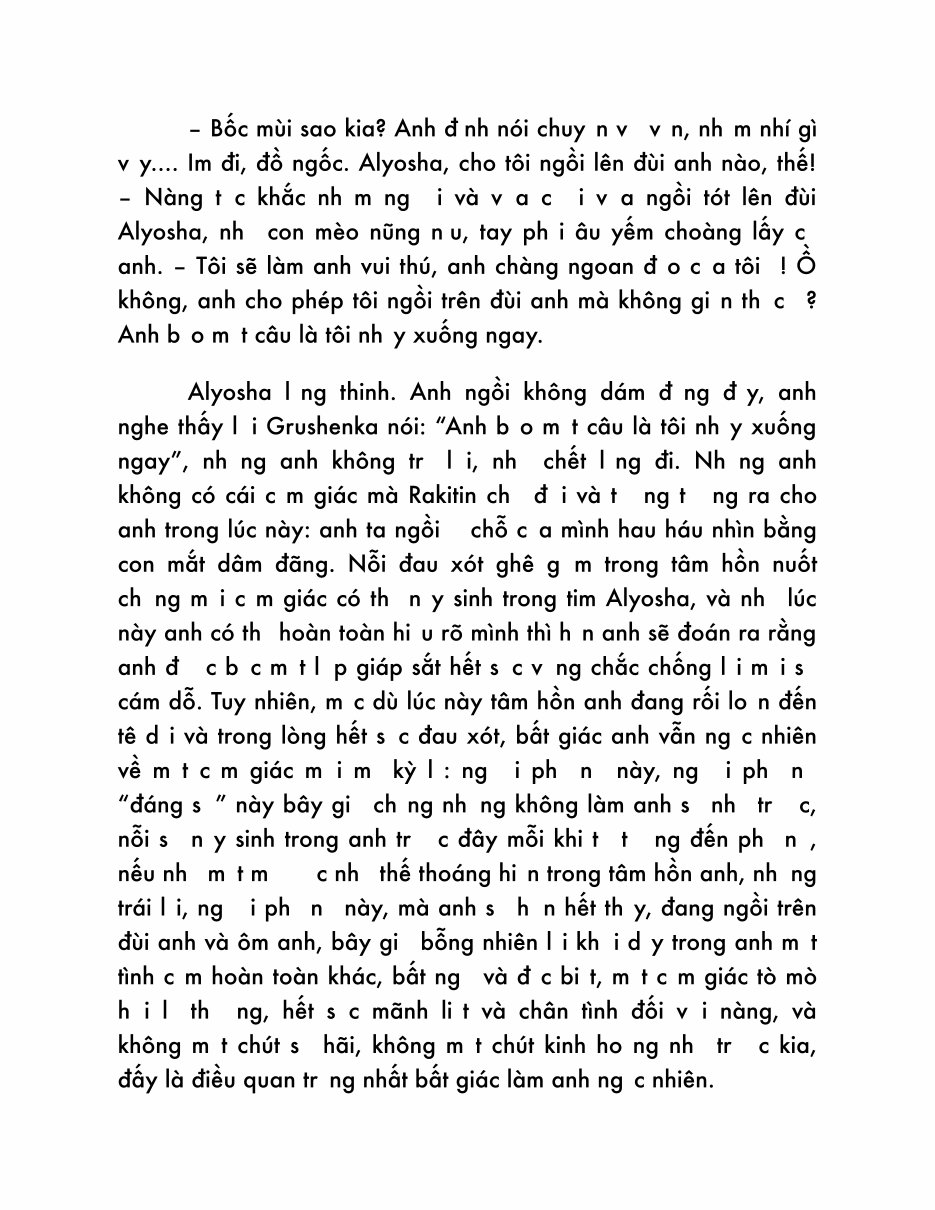 – Bốc mùi sao kia? Anh đ nh nói chuy n v v n, nh m nhí gì
v y.... Im đi, đồ ngốc. Alyosha, cho tôi ngồi lên đùi anh nào, thế!
– Nàng t c khắc nh m ng i và v a c i v a ngồi tót lên đùi
Alyosha, nh con mèo nũng n u, tay ph i âu yếm choàng lấy c
anh. – Tôi sẽ làm anh vui thú, anh chàng ngoan đ o c a tôi ! Ồ
không, anh cho phép tôi ngồi trên đùi anh mà không gi n th c ?
Anh b o m t câu là tôi nh y xuống ngay.
Alyosha l ng thinh. Anh ngồi không dám đ ng đ y, anh
nghe thấy l i Grushenka nói: “Anh b o m t câu là tôi nh y xuống
ngay”, nh ng anh không tr l i, nh chết l ng đi. Nh ng anh
không có cái c m giác mà Rakitin ch đ i và t ng t ng ra cho
anh trong lúc này: anh ta ngồi chỗ c a mình hau háu nhìn bằng
con mắt dâm đãng. Nỗi đau xót ghê g m trong tâm hồn nuốt
ch ng m i c m giác có th n y sinh trong tim Alyosha, và nh lúc
này anh có th hoàn toàn hi u rõ mình thì h n anh sẽ đoán ra rằng
anh đ c b c m t l p giáp sắt hết s c v ng chắc chống l i m i s
cám dỗ. Tuy nhiên, m c dù lúc này tâm hồn anh đang rối lo n đến
tê d i và trong lòng hết s c đau xót, bất giác anh vẫn ng c nhiên
về m t c m giác m i m kỳ l : ng i ph n này, ng i ph n
“đáng s ” này bây gi ch ng nh ng không làm anh s nh tr c,
nỗi s n y sinh trong anh tr c đây mỗi khi t t ng đến ph n ,
nếu nh m t m c nh thế thoáng hi n trong tâm hồn anh, nh ng
trái l i, ng i ph n này, mà anh s h n hết th y, đang ngồi trên
đùi anh và ôm anh, bây gi bỗng nhiên l i kh i d y trong anh m t
tình c m hoàn toàn khác, bất ng và đ c bi t, m t c m giác tò mò
h i l th ng, hết s c mãnh li t và chân tình đối v i nàng, và
không m t chút s hãi, không m t chút kinh ho ng nh tr c kia,
đấy là điều quan tr ng nhất bất giác làm anh ng c nhiên.